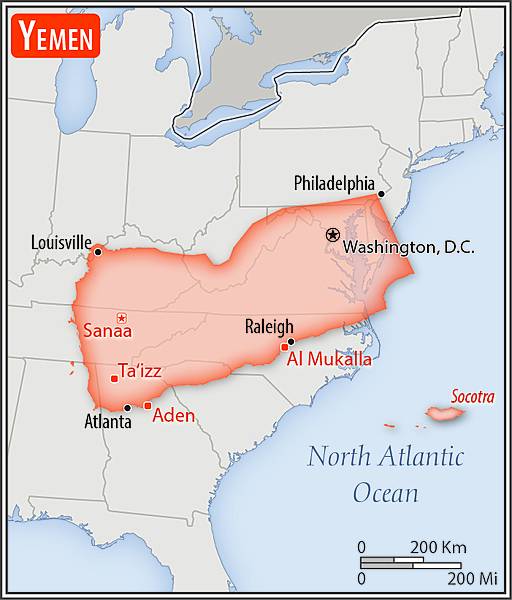 YEMEN
Philadelphia
Louisville
Washington, D.C.
Sanaa
Raleigh
Al Mukalla
Ta‘izz
Atlanta
Aden
Socotra
North Atlantic
Ocean
0 200 Km
0 200 Mi